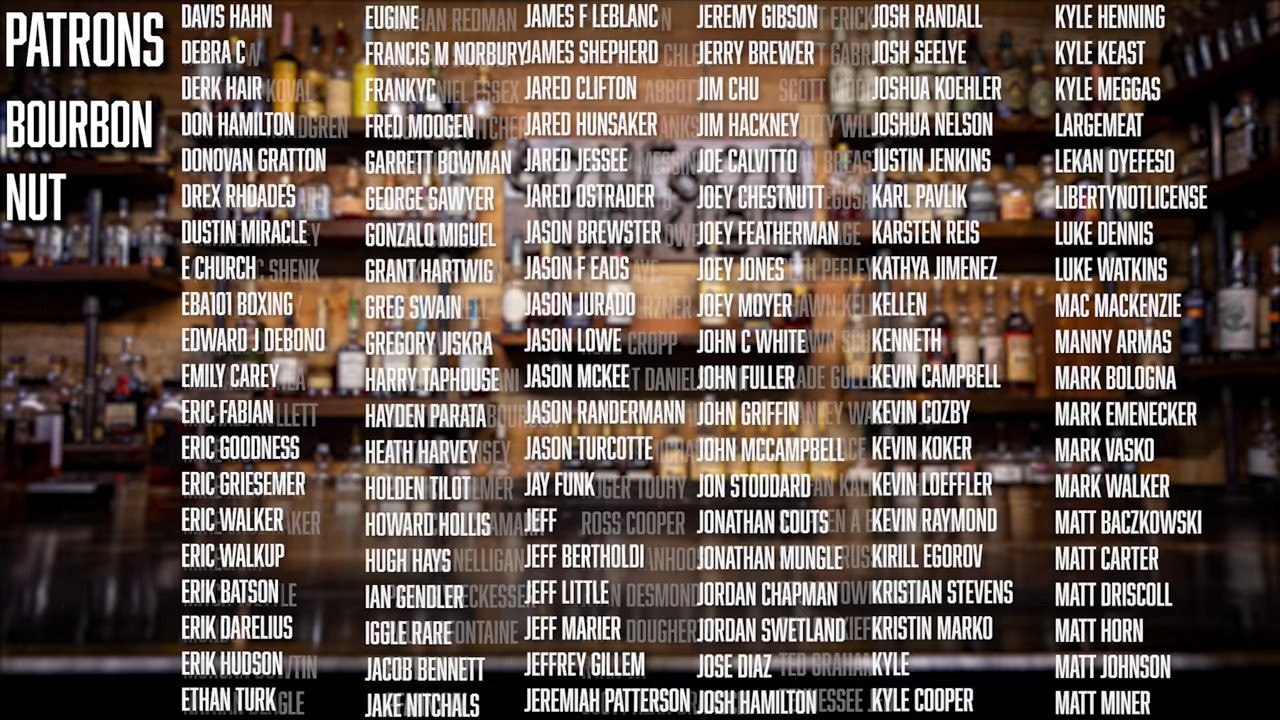 PATRONS
BOURBON
NUT
DAVIS HAHN
DEBRA C
DERK HAIR
DON HAMILTON
DONOVAN GRATTON
DREX RHOADES
DUSTIN MIRACLE
E CHURCH
EBA101 BOXING
EDWARD J DEBONO
EMILY CAREY
ERIC FABIAN
ERIC GOODNESS
ERIC GRIESEMER
ERIC WALKER
ERIC WALKUP
ERIK BATSON
ERIK DARELIUS
ERIK HUDSON
ETHAN TURK
EUGINE
FRANCIS M NORBURY
FRANKYC
FRED MOOGEN
GARRETT BOWMAN
GEORGE SAWYER
GONZALO MIGUEL
GRANT HARTWIG
GREG SWAIN
GREGORY JISKRA
HARRY TAPHOUSE
HAYDEN PARATA
HEATH HARVEY
HOLDEN TILOT
HOWARD HOLLIS
HUGH HAYS
IAN GENDLER
IGGLE RARE
JACOB BENNETT
JAKE NITCHALS
JAMES F LEBLANC
JAMES SHEPHERD
JARED CLIFTON
JARED HUNSAKER
JARED JESSEE
JARED OSTRADER
JASON BREWSTER
JASON F EADS
JASON JURADO
JASON LOWE
JASON MCKEE
JASON RANDERMANN
JASON TURCOTTE
JAY FUNK
JEFF
JEFF BERTHOLDI
JEFF LITTLE
JEFF MARIER
JEFFREY GILLEM
JEREMIAH PATTERSON
JEREMY GIBSON
JERRY BREWER
JIM CHU
JIM HACKNEY
JOE CALVITTO
JOEY CHESTNUTT
JOEY FEATHERMAN
JOEY JONES
JOEY MOYER
JOHN C WHITE
JOHN FULLER
JOHN GRIFFIN
JOHN MCCAMPBELL
JON STODDARD
JONATHAN COUTS
JONATHAN MUNGLE
JORDAN CHAPMAN
JORDAN SWETLAND
JOSE DIAZ
JOSH HAMILTON
JOSH RANDALL
JOSH SEELYE
JOSHUA KOEHLER
JOSHUA NELSON
JUSTIN JENKINS
KARL PAVLIK
KARSTEN REIS
KATHYA JIMENEZ
KELLEN
KENNETH
KEVIN CAMPBELL
KEVIN COZBY
KEVIN KOKER
KEVIN LOEFFLER
KEVIN RAYMOND
KIRILL EGOROV
KRISTIAN STEVENS
KRISTIN MARKO
KYLE
KYLE COOPER
KYLE HENNING
KYLE KEAST
KYLE MEGGAS
LARGEMEAT
LEKAN OYEFESO
LIBERTYNOTLICENSE
LUKE DENNIS
LUKE WATKINS
MAC MACKENZIE
MANNY ARMAS
MARK BOLOGNA
MARK EMENECKER
MARK VASKO
MARK WALKER
MATT BACZKOWSKI
MATT CARTER
MATT DRISCOLL
MATT HORN
MATT JOHNSON
MATT MINER